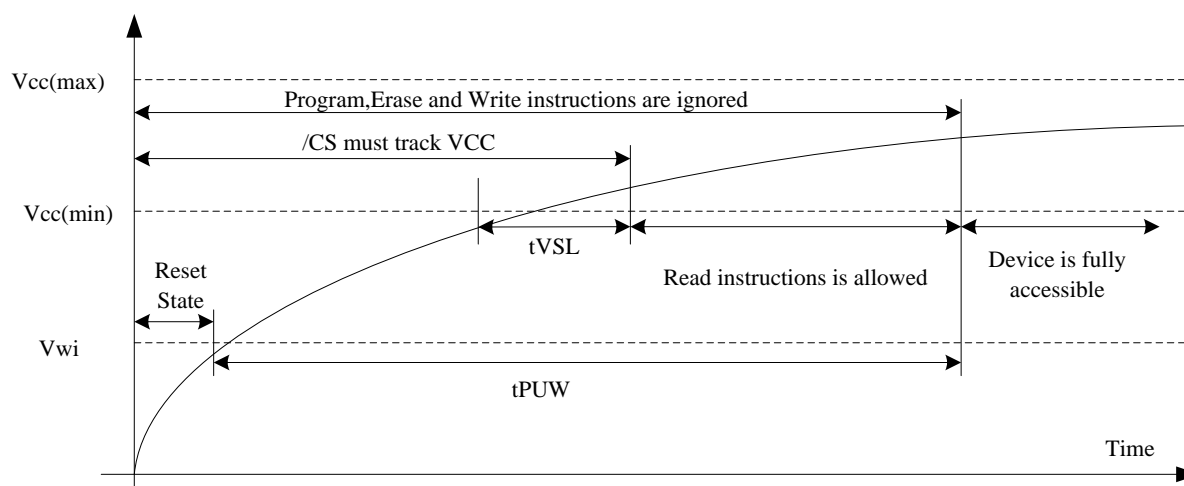 Vcc(max)
Program,Erase and Write instructions are ignored
/CS must track VCC
Vcc(min)
tVSL
Reset
State
Read instructions is allowed
Device is fully
accessible
Vwi
tPUW
Time